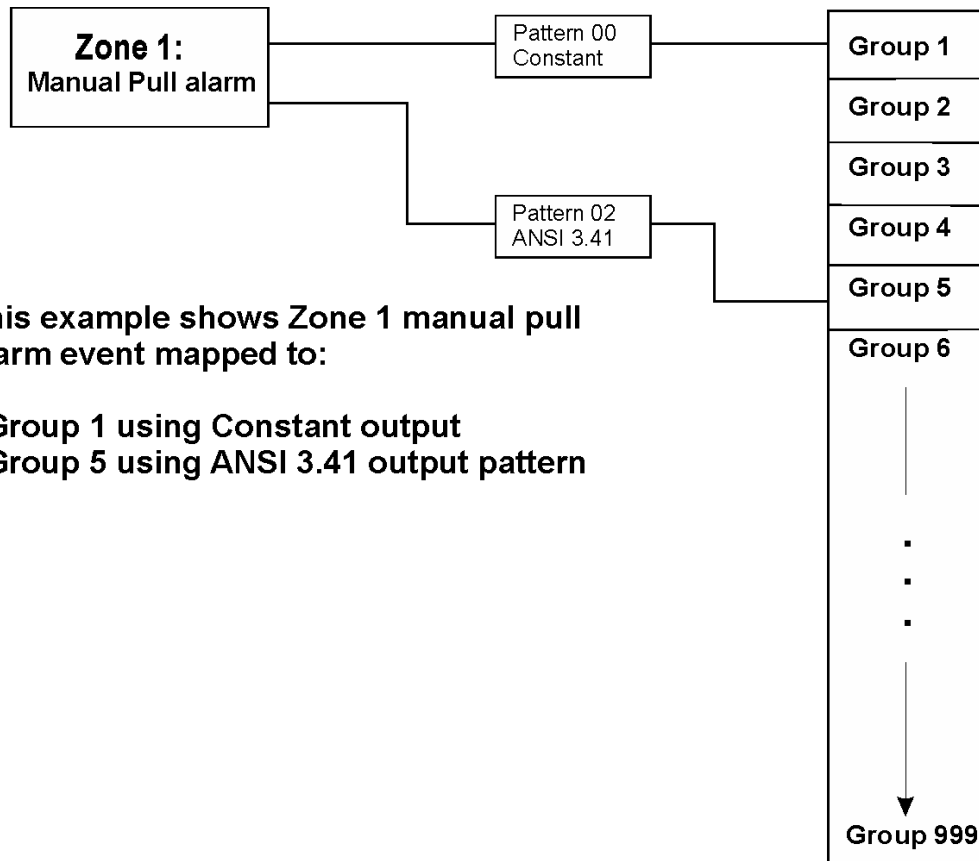 Zone 1:
Manual Pull alarm
Pattern 00
Constant
Pattern 02
ANSI 3.41
Group 1
Group 2
Group 3
Group 4
Group 5
Group 6
Group 999
his example shows Zone 1 manual pull
arm event mapped to:
Group 1 using Constant output
Group 5 using ANSI 3.41 output pattern